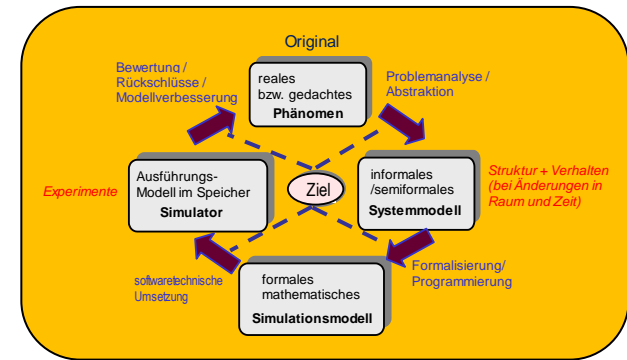 Original
Bewertung /
Rückschlüsse /
Modellverbesserung
reales
bzw. gedachtes
Phänomen
Problemanalyse /
Abstraktion
Experimente
Ausführungs-
Modell im Speicher
Simulator
Ziel
informales
/semiformales
Systemmodell
Struktur + Verhalten
(bei Änderungen in
Raum und Zeit)
softwaretechnische
Umsetzung
formales
mathematisches
Simulationsmodell
Formalisierung/
Programmierung